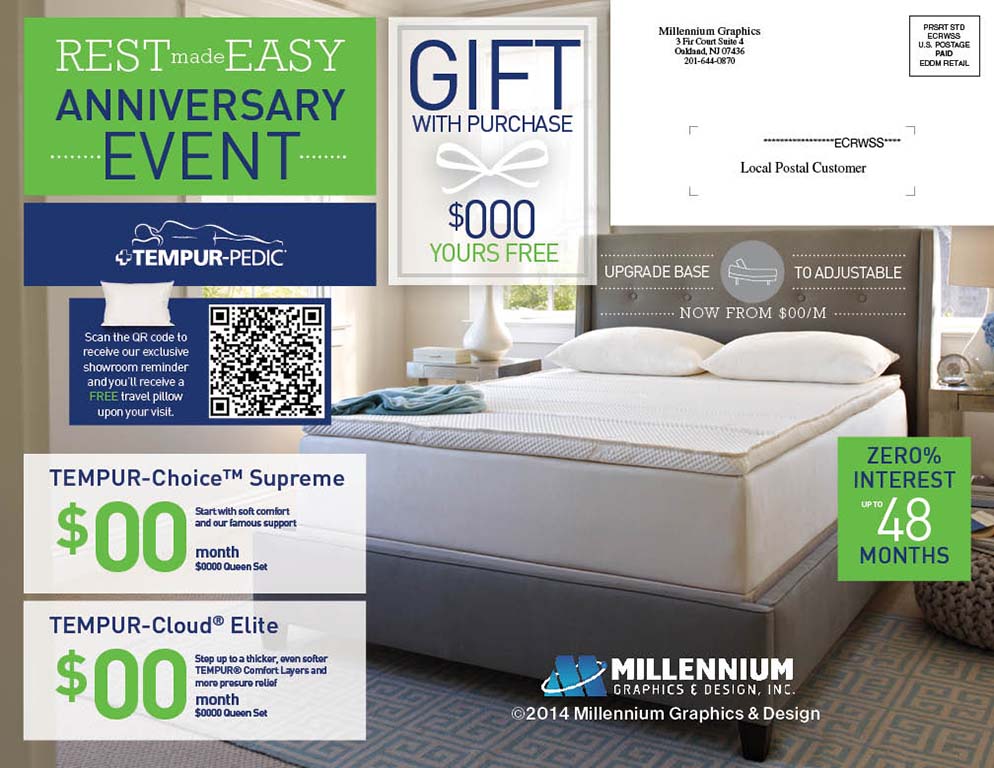 REST made EASY
ANNIVERSARY
EVENT
TEMPUR-PEDIC
Scan the QR code to
receive our exclusive
showroom reminder
and you'll receive a
FREE travel pillow
upon your visit.
GIFT
WITH PURCHASE
$000
YOURS FREE
Millennium Graphics
3 Fir Court Suite 4
Oakland, NJ 07436
201-644-0870
PRSRT STD
ECRWSS
U.S. POSTAGE
PAID
EDDM RETAIL
*****************ECRWSS****
Local Postal Customer
UPGRADE BASE TO ADJUSTABLE
NOW FROM $00/M
TEMPUR-Choice™ Supreme
$00
Start with soft comfort
and our famous support
month
$0000 Queen Set
TEMPUR-Cloud® Elite
$00
Step up to a thicker, even softer
TEMPUR® Comfort Layers and
more presure relief
month
$0000 Queen Set
ZERO%
INTEREST
UP TO 48
MONTHS
MILLENNIUM
GRAPHICS & DESIGN, INC.
©2014 Millennium Graphics & Design